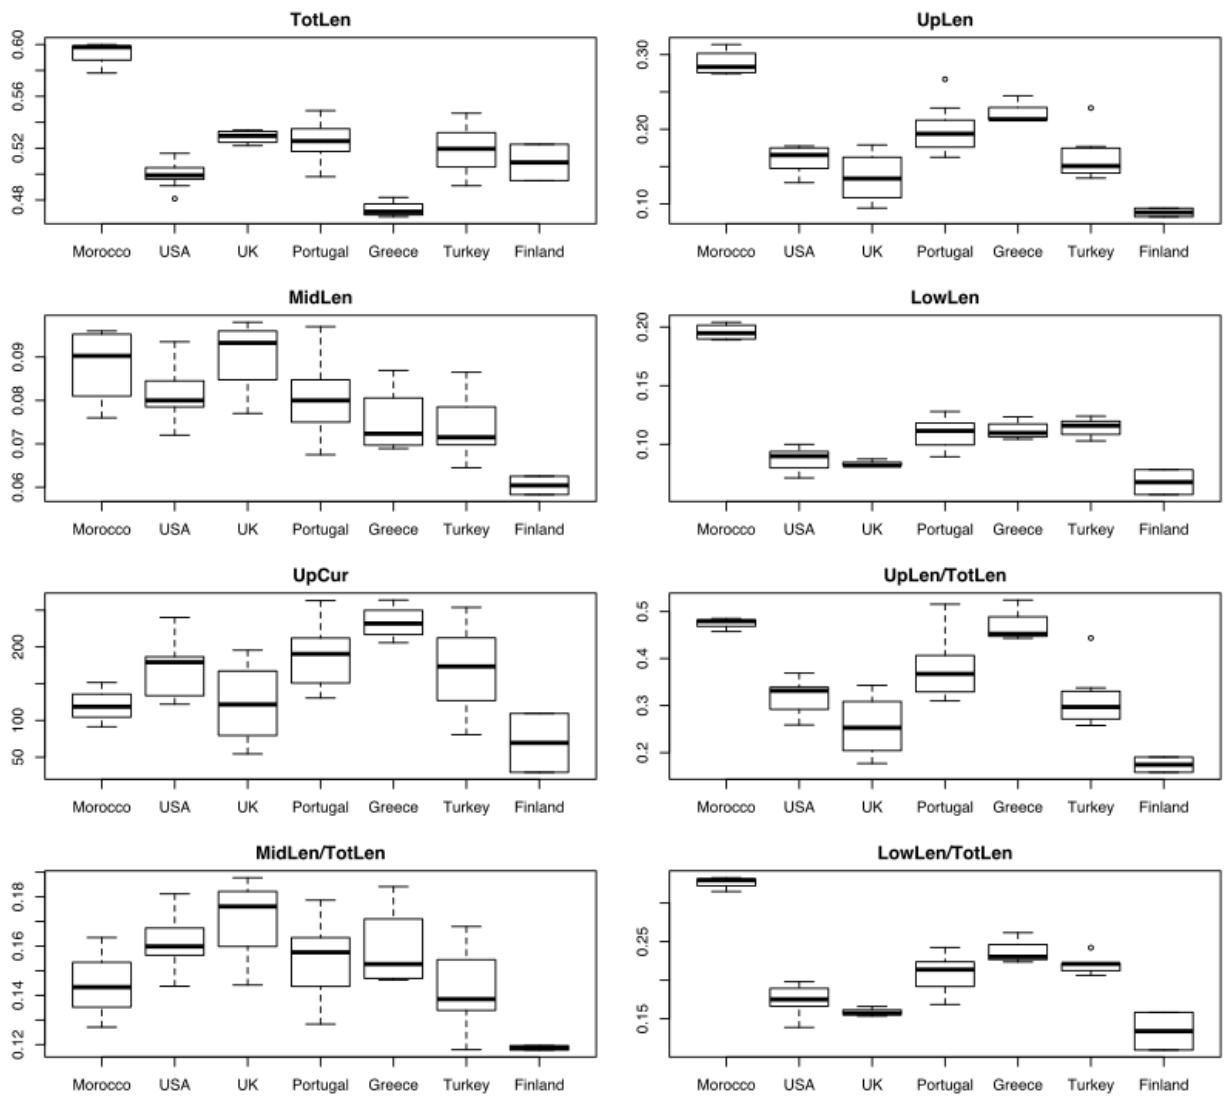 TotLen
0.60
0.56
0.52
0.48
Morocco USA UK Portugal Greece Turkey Finland
UpLen
0.30
0.20
0.10
Morocco USA UK Portugal Greece Turkey Finland
MidLen
0.09
0.08
0.07
0.06
Morocco USA UK Portugal Greece Turkey Finland
LowLen
0.20
0.15
0.10
Morocco USA UK Portugal Greece Turkey Finland
UpCur
200
100
50
Morocco USA UK Portugal Greece Turkey Finland
UpLen/TotLen
0.5
0.4
0.3
0.2
Morocco USA UK Portugal Greece Turkey Finland
MidLen/TotLen
0.18
0.16
0.14
0.12
Morocco USA UK Portugal Greece Turkey Finland
LowLen/TotLen
0.25
0.15
Morocco USA UK Portugal Greece Turkey Finland